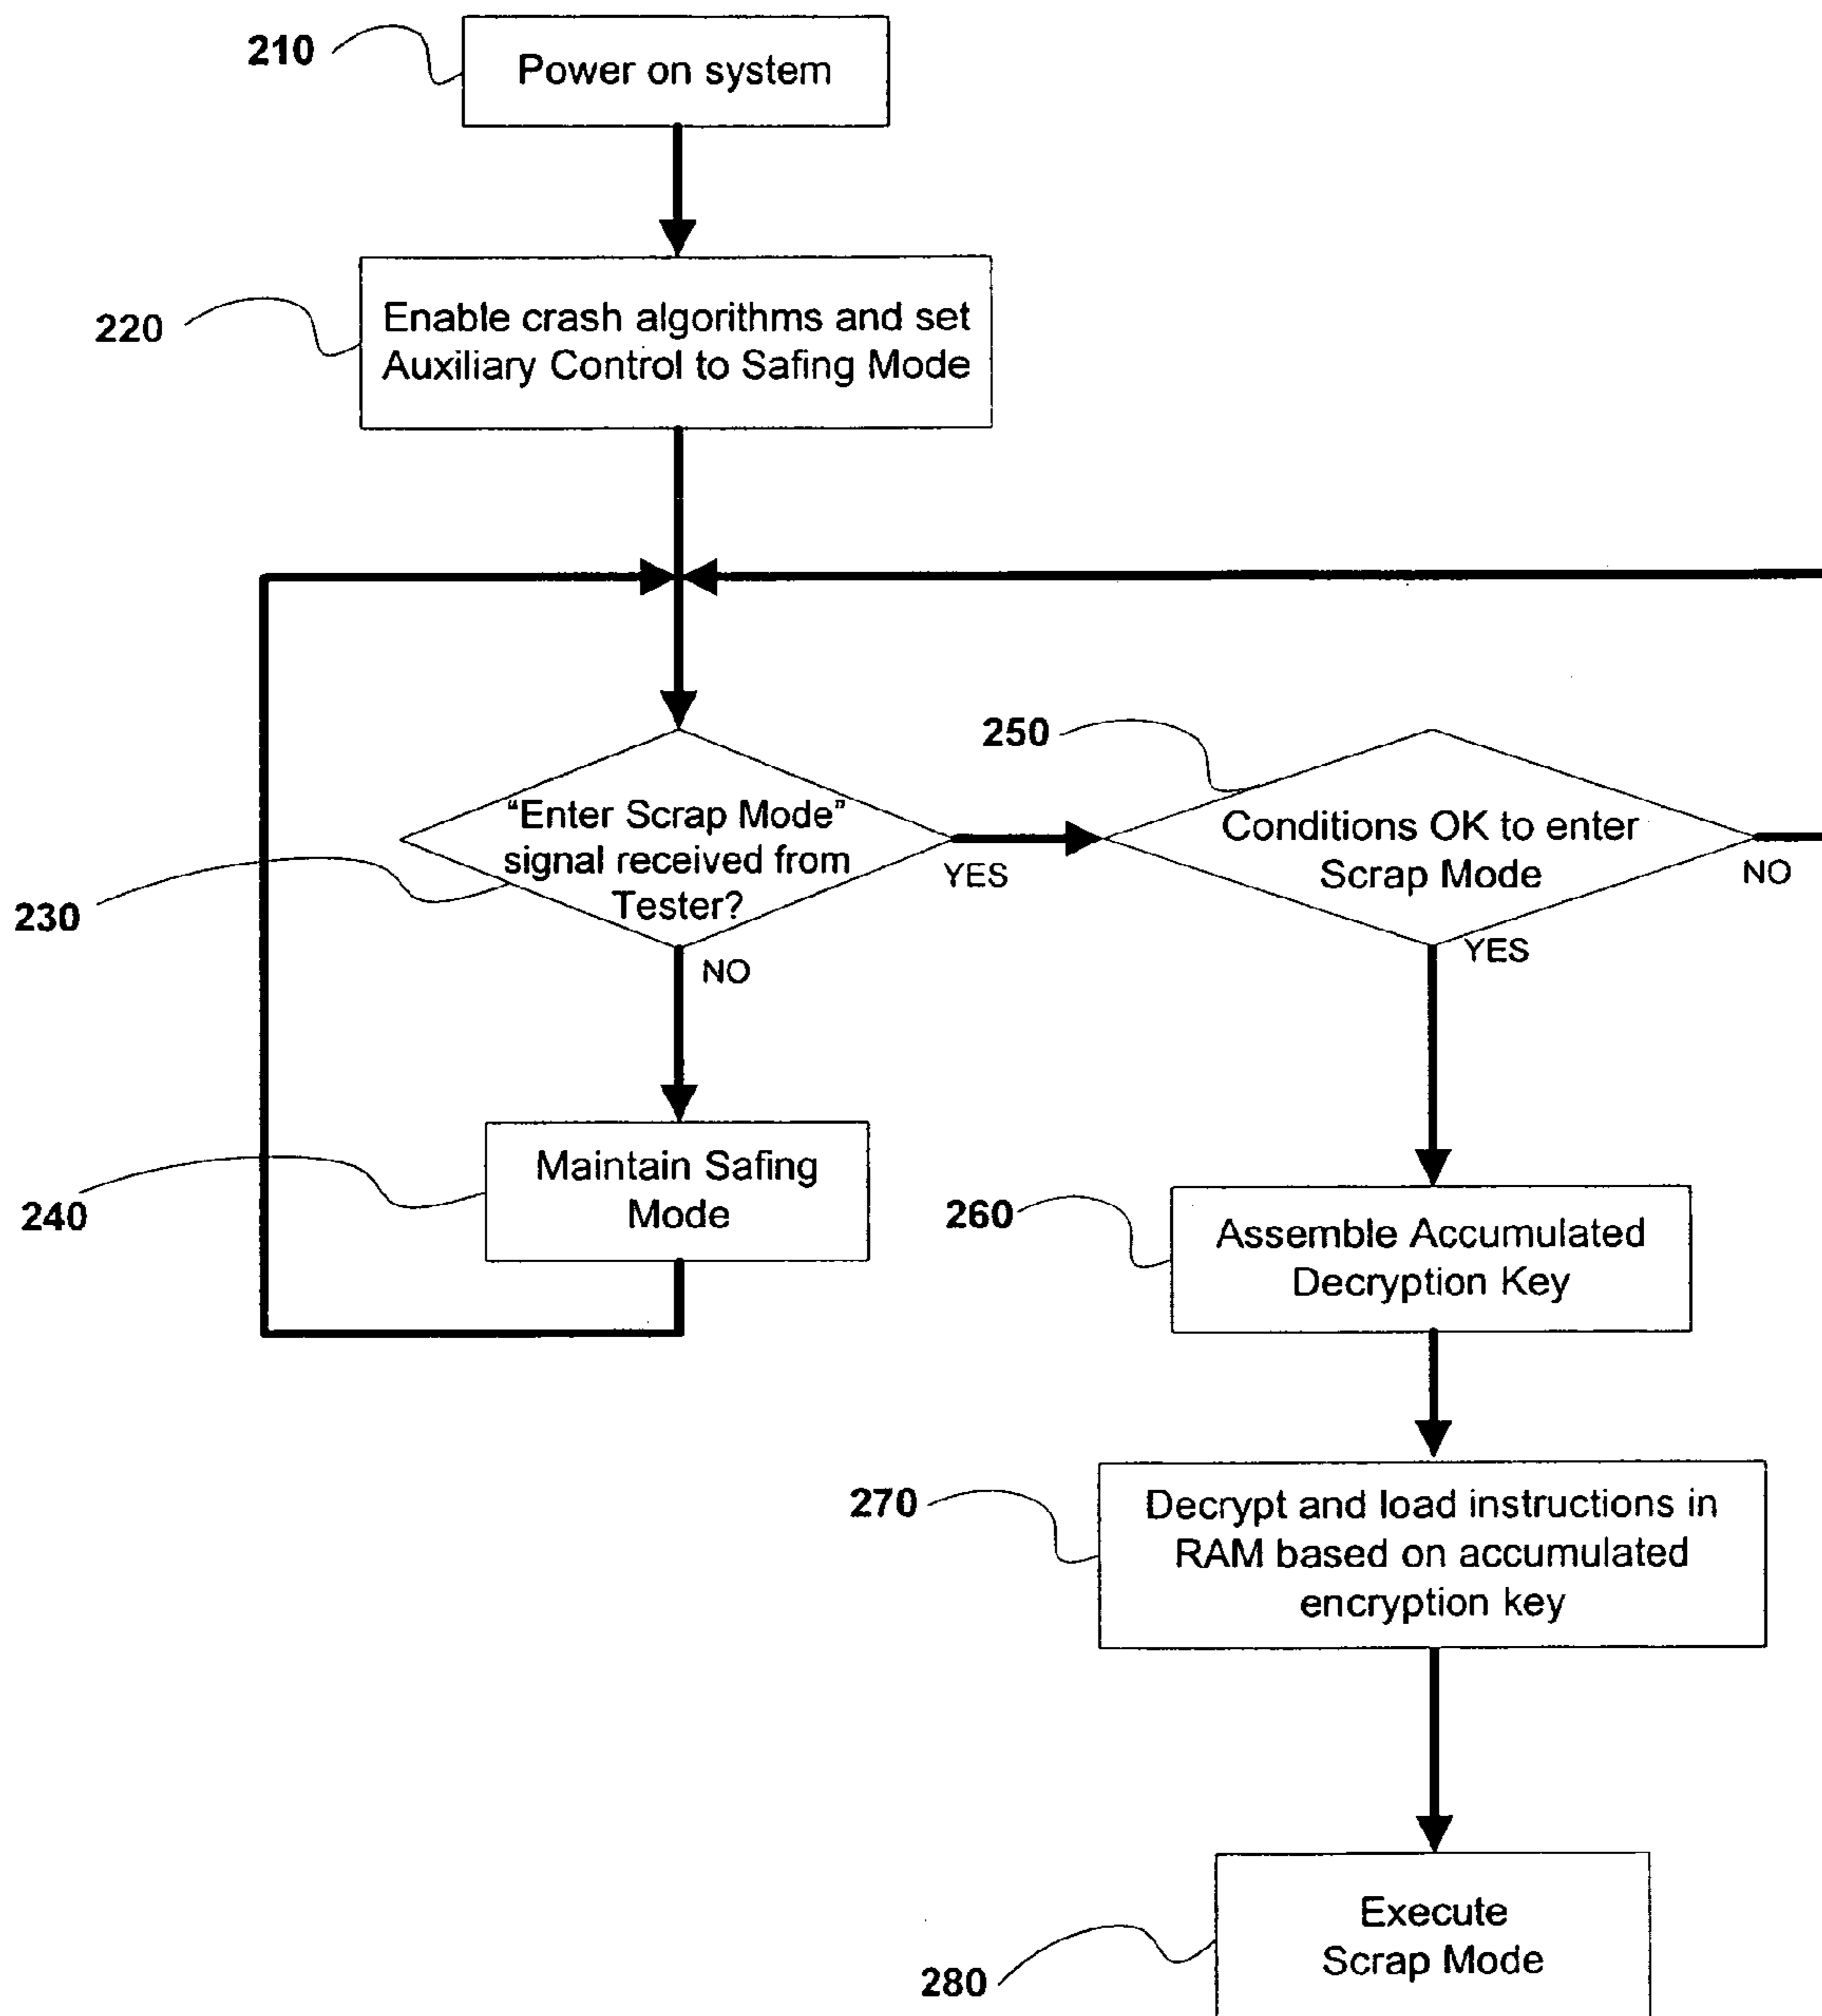 210
Power on system
220
Enable crash algorithms and set
Auxiliary Control to Safing Mode
230
“Enter Scrap Mode”
signal received from
Tester?
YES
NO
250
Conditions OK to enter
Scrap Mode
NO
YES
240
Maintain Safing
Mode
260
Assemble Accumulated
Decryption Key
270
Decrypt and load instructions in
RAM based on accumulated
encryption key
280
Execute
Scrap Mode